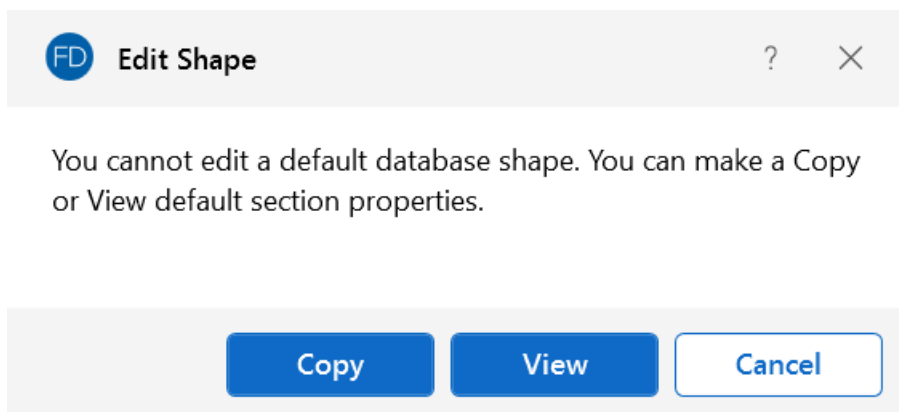 FD Edit Shape ?
You cannot edit a default database shape. You can make a Copy
or View default section properties.
Copy View Cancel